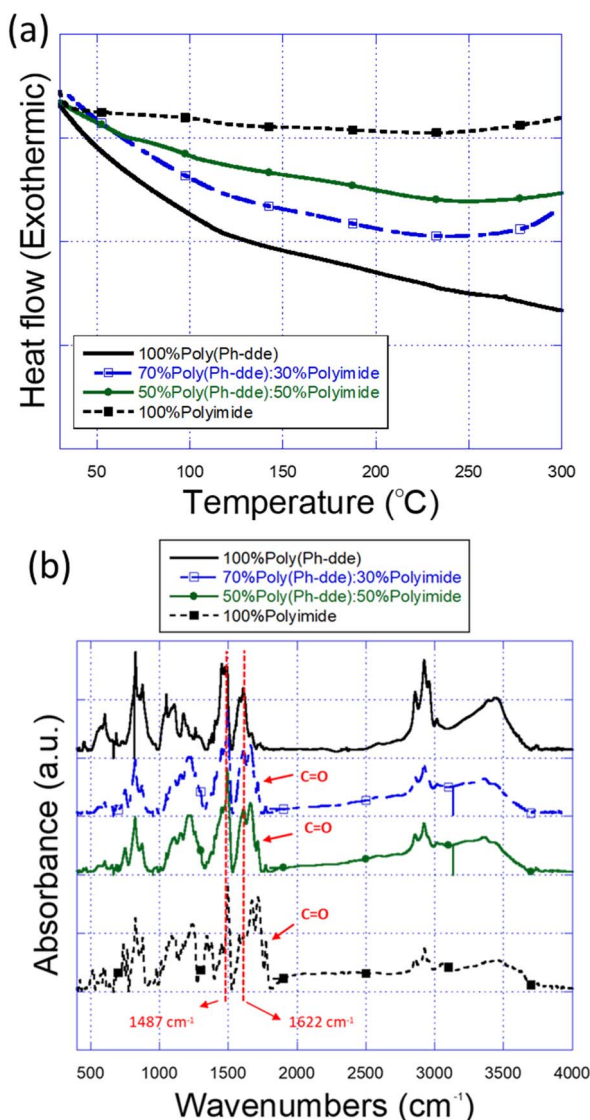 (a)
Heat flow (Exothermic)
100%Poly(Ph-dde)
70%Poly(Ph-dde):30%Polyimide
50%Poly(Ph-dde):50%Polyimide
100%Polyimide
50 100 150 200 250 300
Temperature (°C)
(b)
100%Poly(Ph-dde)
70%Poly(Ph-dde):30%Polyimide
50%Poly(Ph-dde):50%Polyimide
100%Polyimide
Absorbance (a.u.)
C=O
C=O
C=O
1487 cm⁻¹ 1622 cm⁻¹
500 1000 1500 2000 2500 3000 3500 4000
Wavenumbers (cm⁻¹)